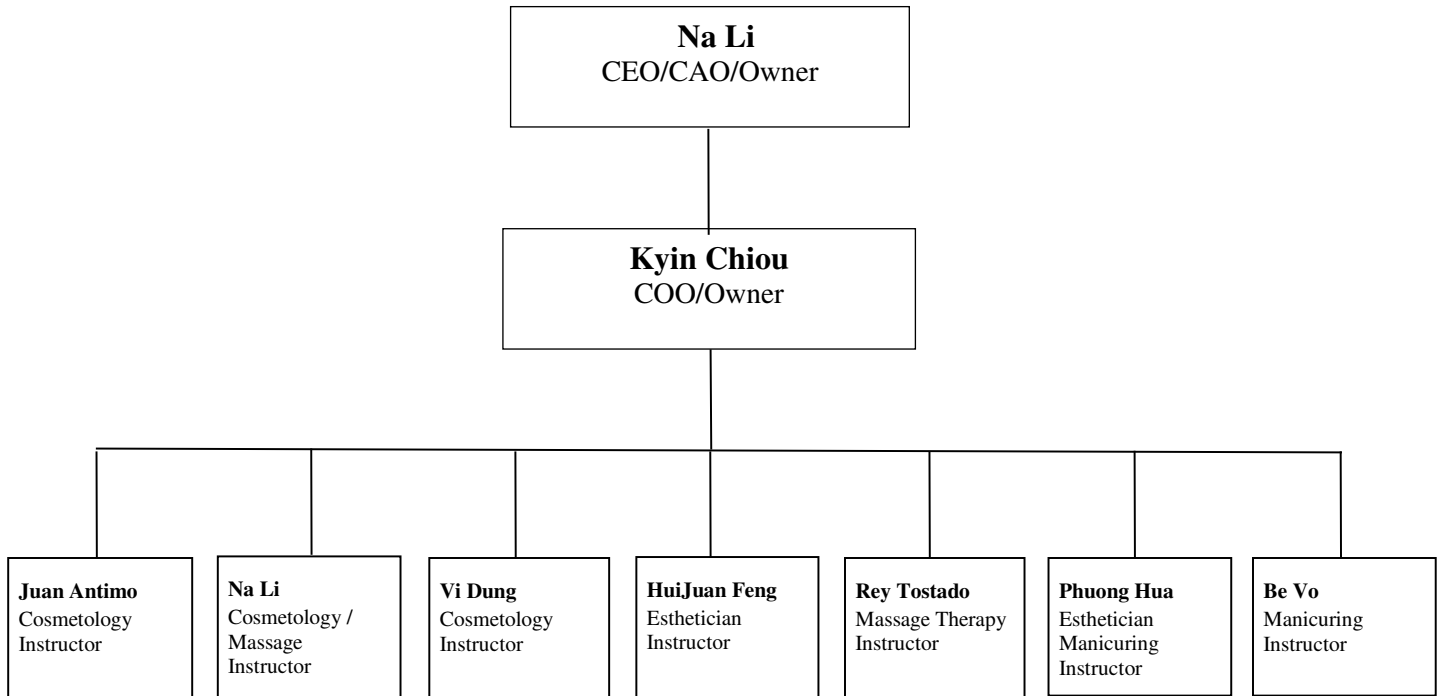 Na Li
CEO/CAO/Owner
Kyin Chiou
COO/Owner
Juan Antimo
Cosmetology
Instructor
Na Li
Cosmetology /
Massage
Instructor
Vi Dung
Cosmetology
Instructor
HuiJuan Feng
Esthetician
Instructor
Rey Tostado
Massage Therapy
Instructor
Phuong Hua
Esthetician
Manicuring
Instructor
Be Vo
Manicuring
Instructor